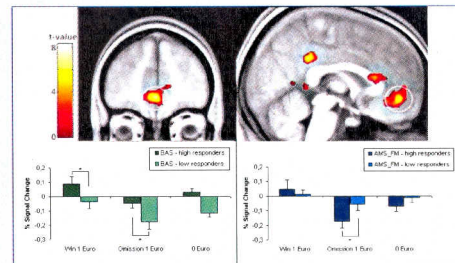 t-value
8
4
0
BAS - high responders
BAS - low responders
% Signal Change
0,2
0,1
0
-0,1
-0,2
-0,3
*
*
Win 1 Euro
Omission 1 Euro
0 Euro
AMS_FM - high responders
AMS_FM - low responders
% Signal Change
0,2
0,1
0
-0,1
-0,2
-0,3
*
Win 1 Euro
Omission 1 Euro
0 Euro